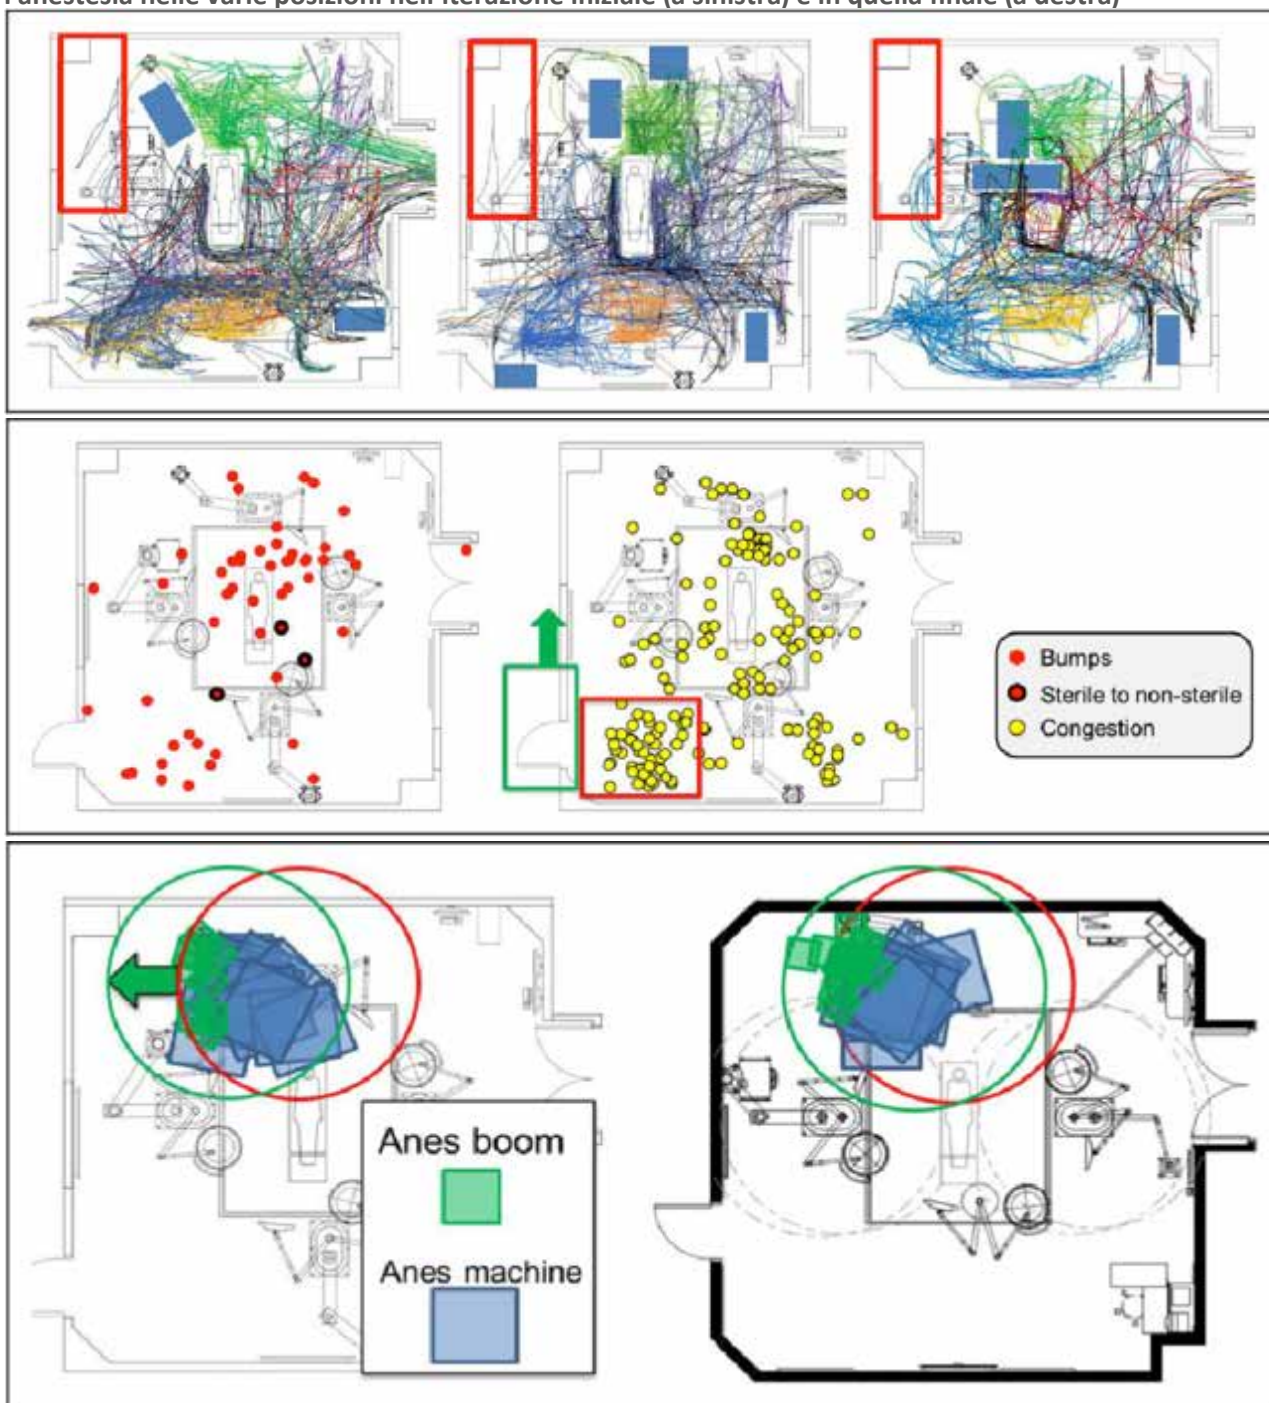 l'anestesia nelle varie posizioni nell'iterazione iniziale (a sinistra) e in quella finale (a destra)
Bumps
Sterile to non-sterile
Congestion
Anes boom
Anes machine